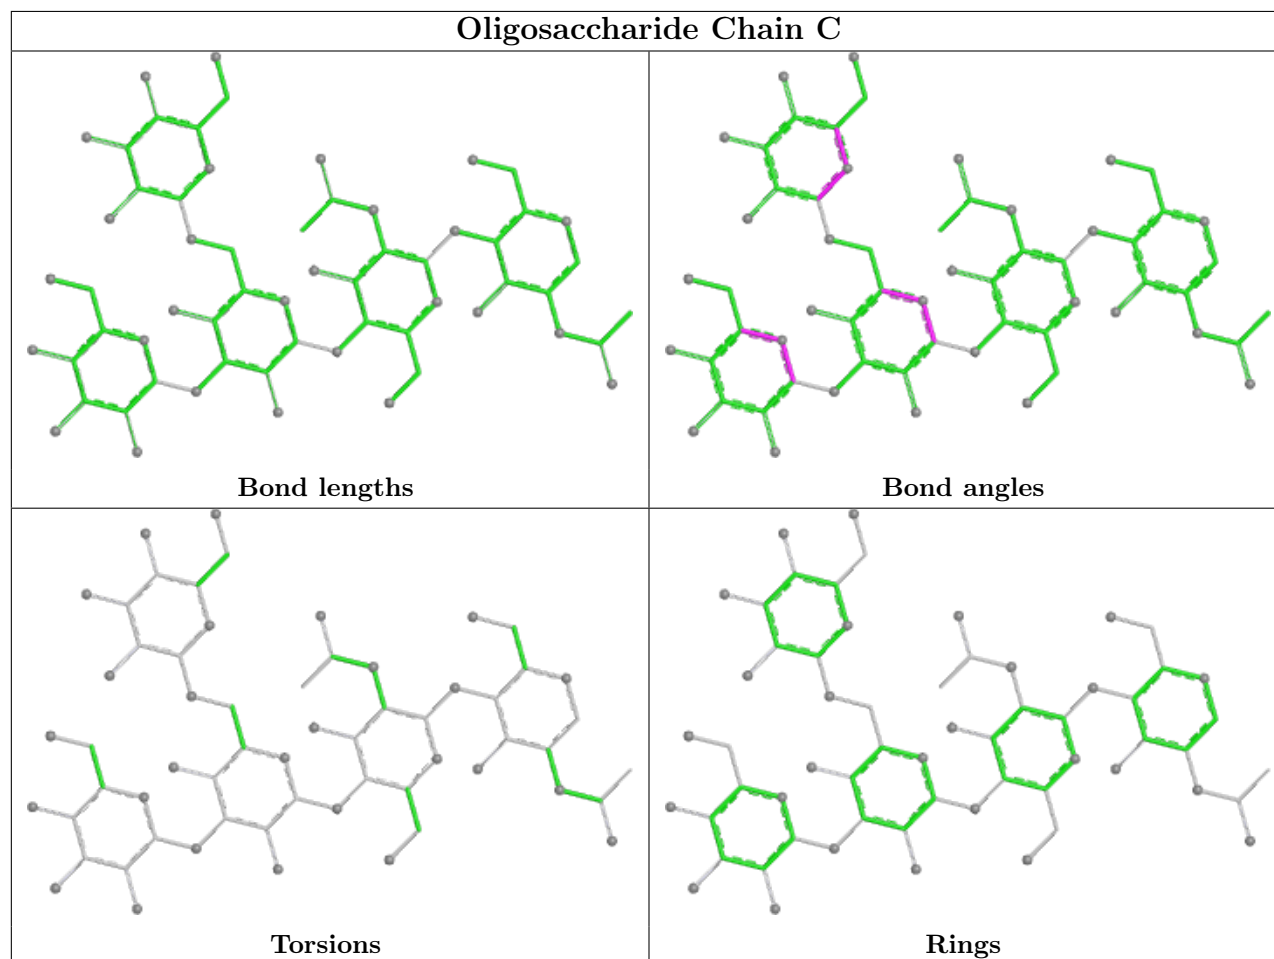 Oligosaccharide Chain C
Bond lengths
Bond angles
Torsions
Rings